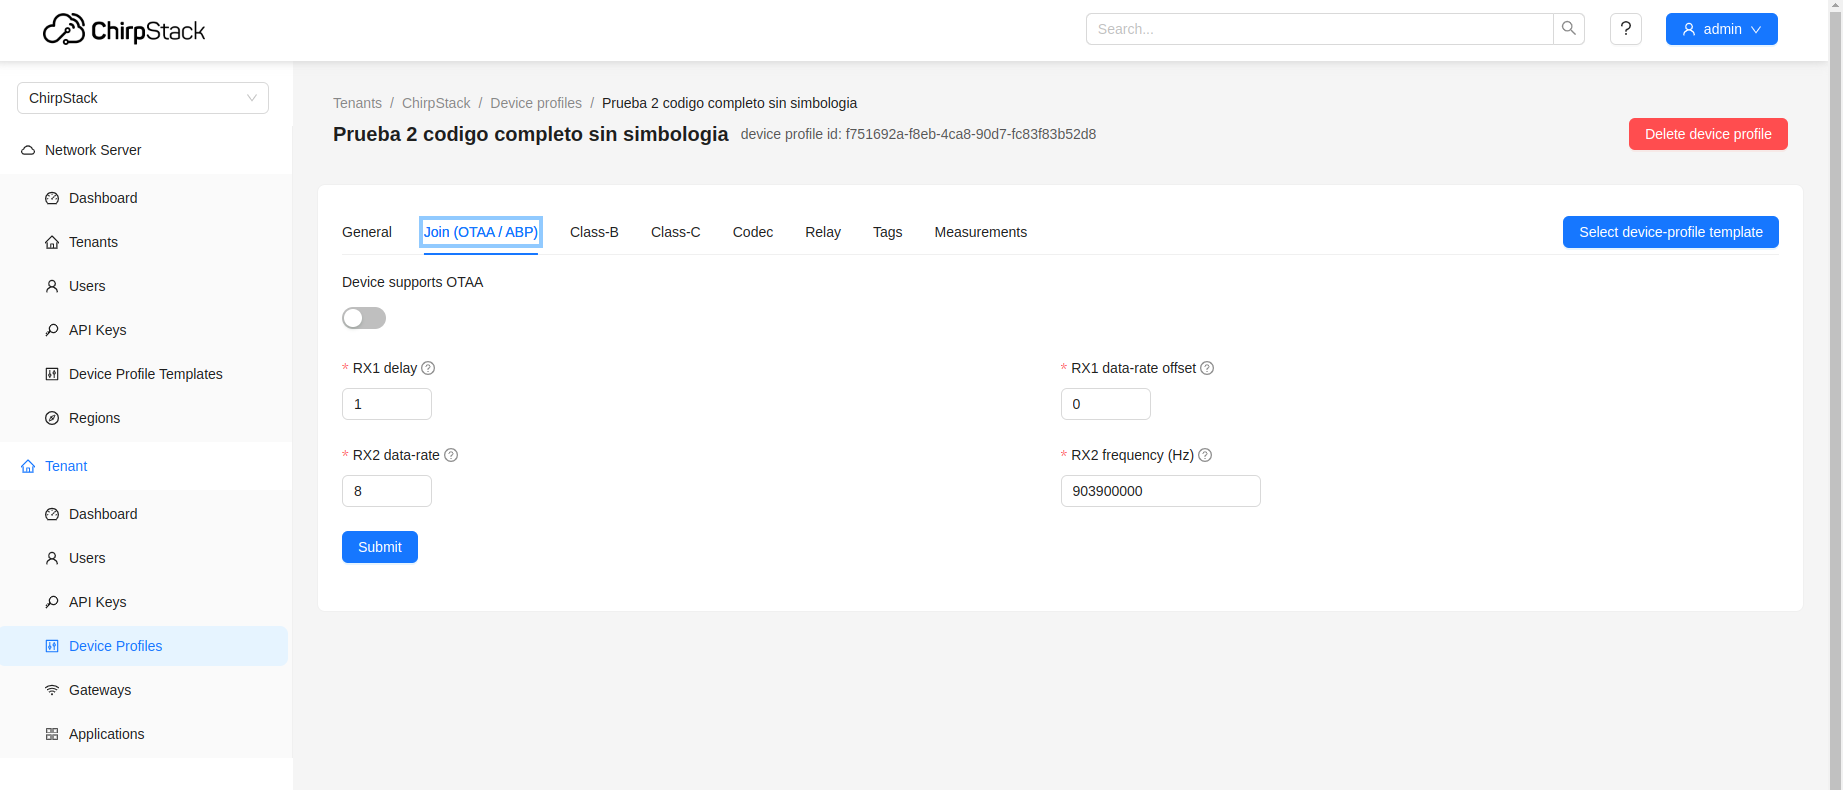 ChirpStack
Search...
?
admin
ChirpStack
Network Server
Dashboard
Tenants
Users
API Keys
Device Profile Templates
Regions
Tenant
Dashboard
Users
API Keys
Device Profiles
Gateways
Applications
Tenants / ChirpStack / Device profiles / Prueba 2 codigo completo sin simbologia
Prueba 2 codigo completo sin simbologia device profile id: f751692a-f8eb-4ca8-90d7-fc83f83b52d8
Delete device profile
General Join (OTAA / ABP) Class-B Class-C Codec Relay Tags Measurements
Select device-profile template
Device supports OTAA
* RX1 delay ?
1
* RX1 data-rate offset ?
0
* RX2 data-rate ?
8
* RX2 frequency (Hz) ?
903900000
Submit